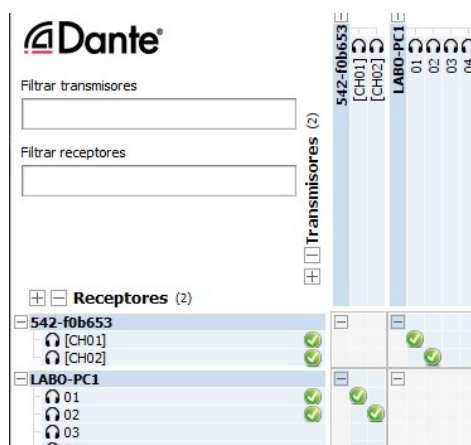 Dante®
Filtrar transmisores
Filtrar receptores
Transmisores (2)
542-f0b653
[CH01]
[CH02]
LABO-PC1
01
02
03
04
Receptores (2)
542-f0b653
[CH01]
[CH02]
LABO-PC1
01
02
03